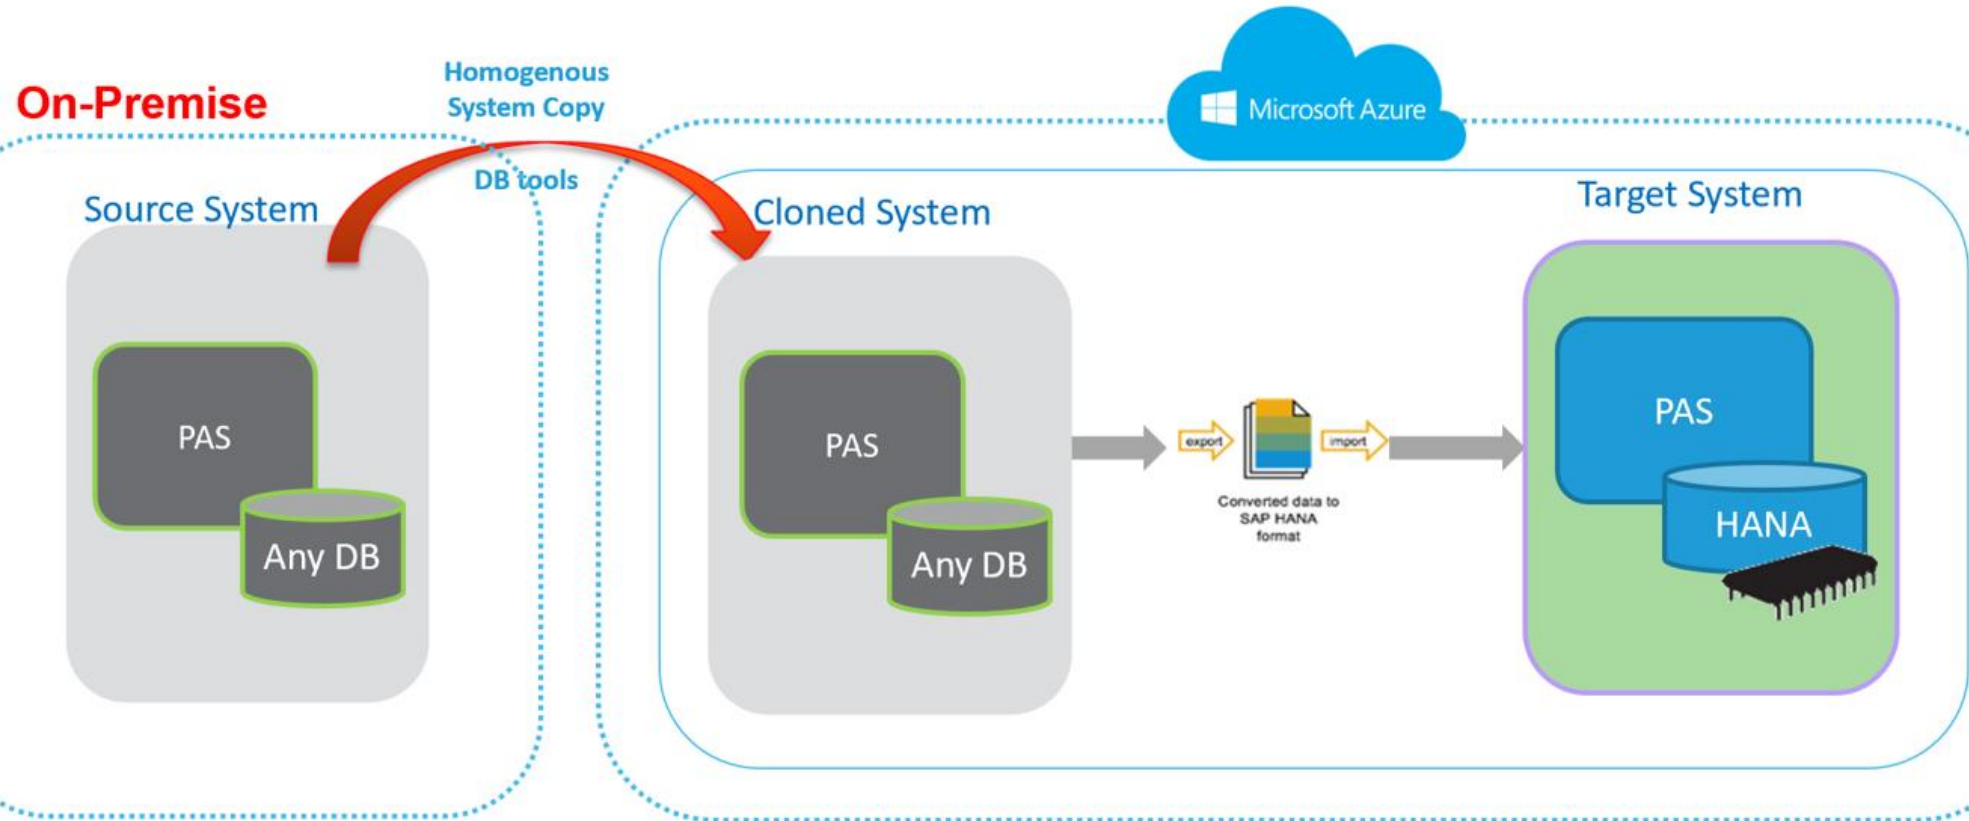 On-Premise
Homogenous
System Copy
DB tools
Microsoft Azure
Source System
Cloned System
Target System
PAS
Any DB
PAS
Any DB
export
import
Converted data to
SAP HANA
format
PAS
HANA